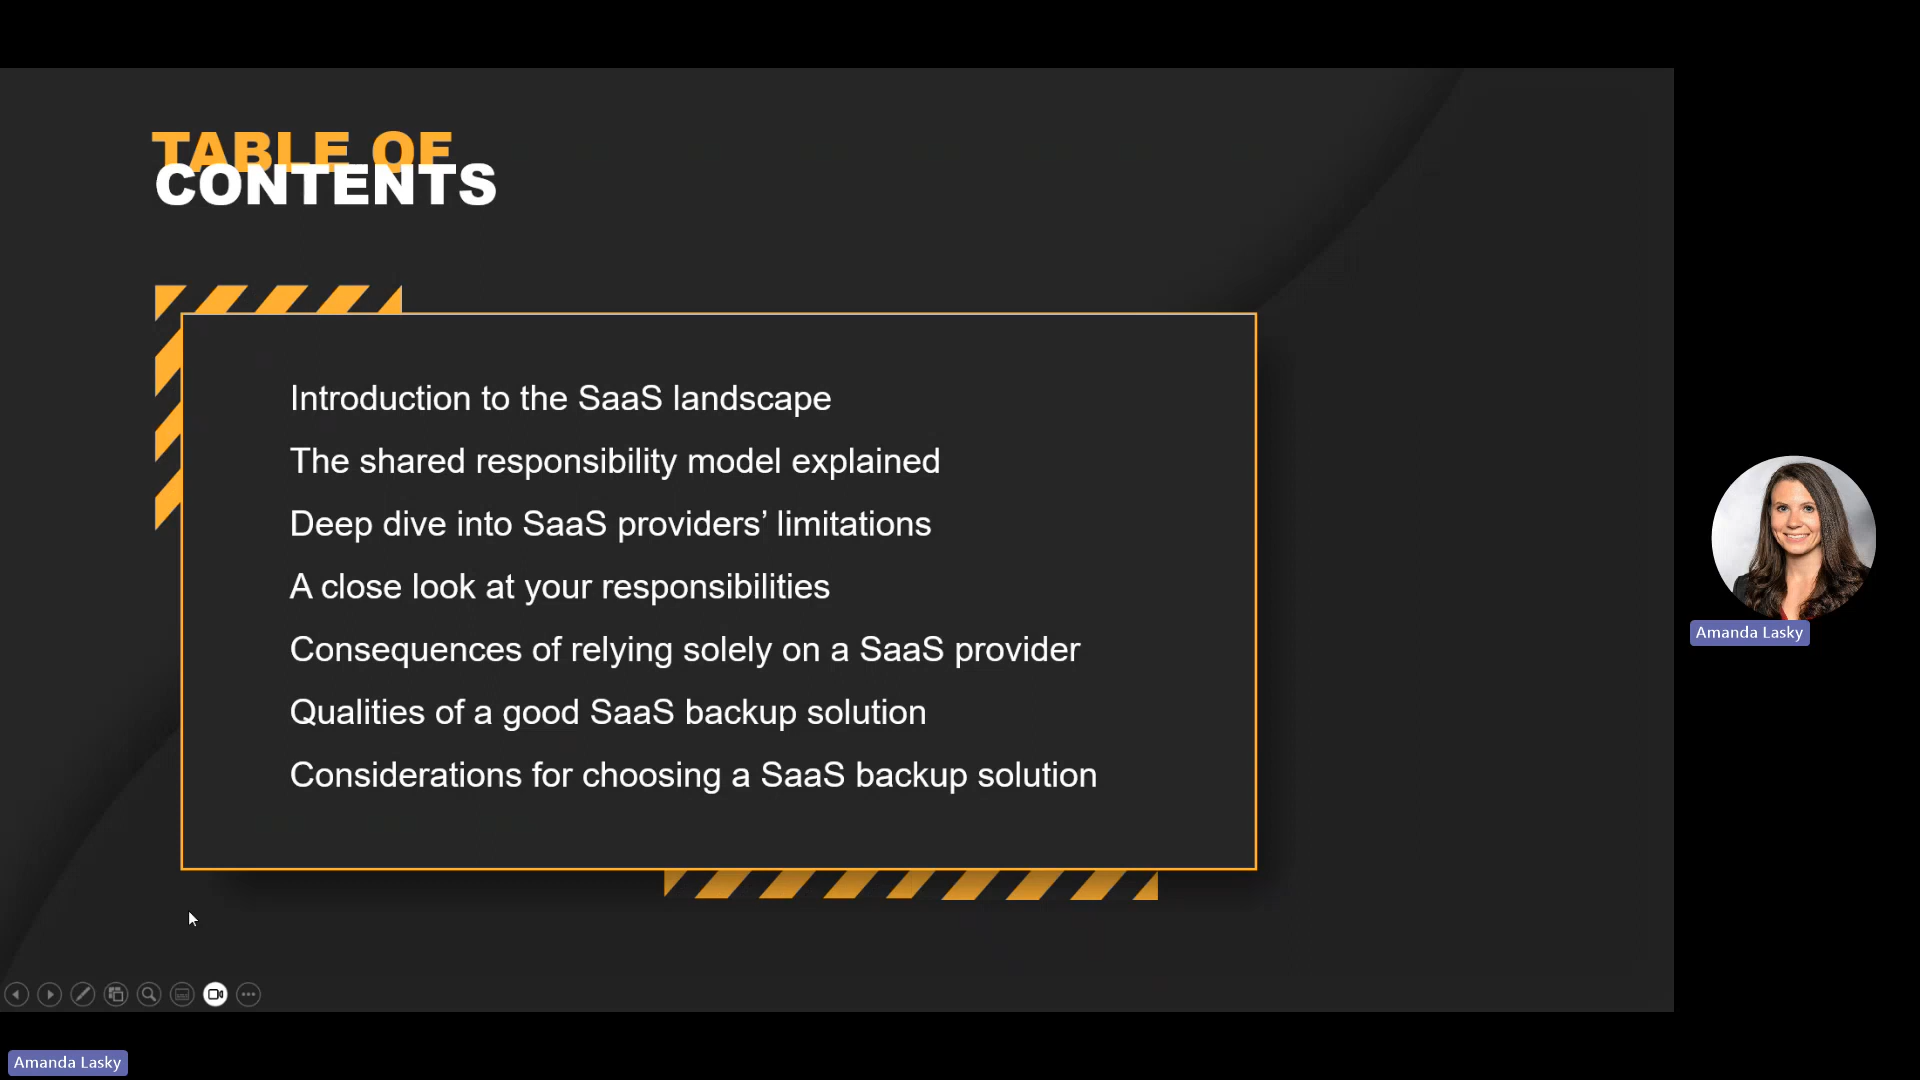 TABLE OF
CONTENTS
Introduction to the SaaS landscape
The shared responsibility model explained
Deep dive into SaaS providers’ limitations
A close look at your responsibilities
Consequences of relying solely on a SaaS provider
Qualities of a good SaaS backup solution
Considerations for choosing a SaaS backup solution
Amanda Lasky
Amanda Lasky